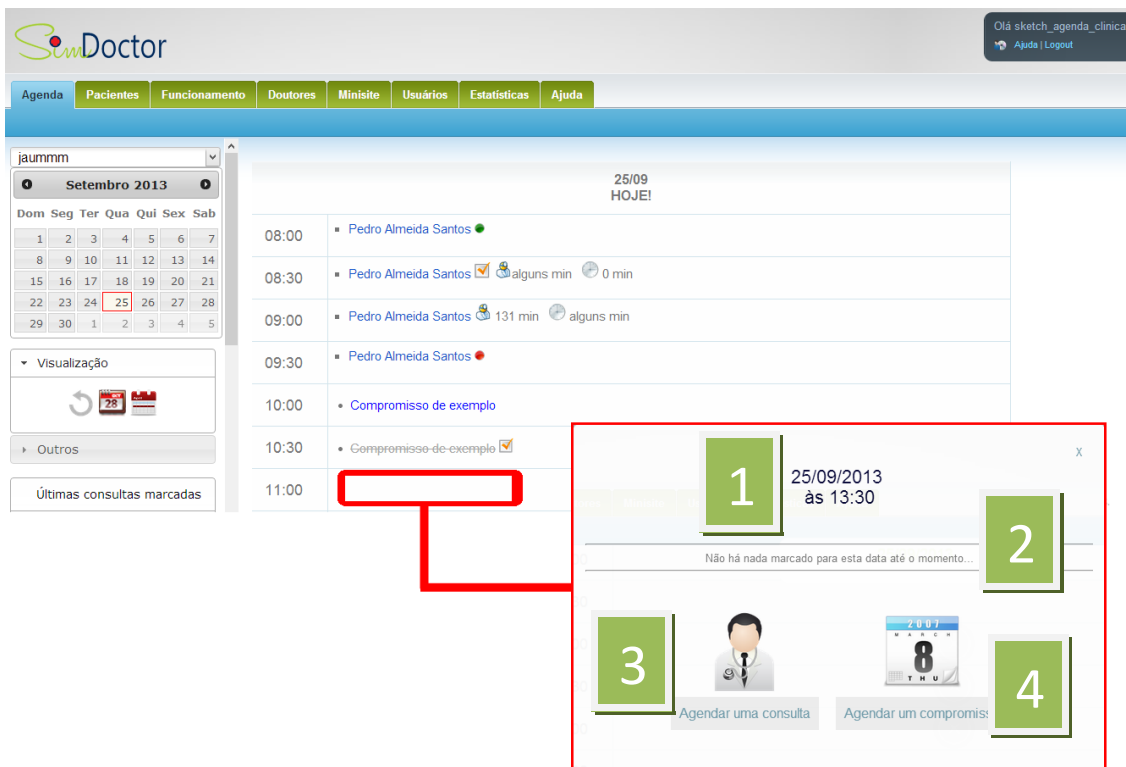 SimDoctor
Olá sketch_agenda_clinica
Ajuda | Logout
Agenda Pacientes Funcionamento Doutores Minisite Usuários Estatísticas Ajuda
jaummm
Setembro 2013
Dom Seg Ter Qua Qui Sex Sab
1 2 3 4 5 6 7
8 9 10 11 12 13 14
15 16 17 18 19 20 21
22 23 24 25 26 27 28
29 30 1 2 3 4 5
Visualização
28
Outros
Últimas consultas marcadas
25/09
HOJE!
08:00 Pedro Almeida Santos
08:30 Pedro Almeida Santos alguns min 0 min
09:00 Pedro Almeida Santos 131 min alguns min
09:30 Pedro Almeida Santos
10:00 Compromisso de exemplo
10:30 Compromisso de exemplo
11:00
X
1
25/09/2013
às 13:30
2
Não há nada marcado para esta data até o momento...
3
Agendar uma consulta
2007
MARCH
8
THU
Agendar um compromiss
4